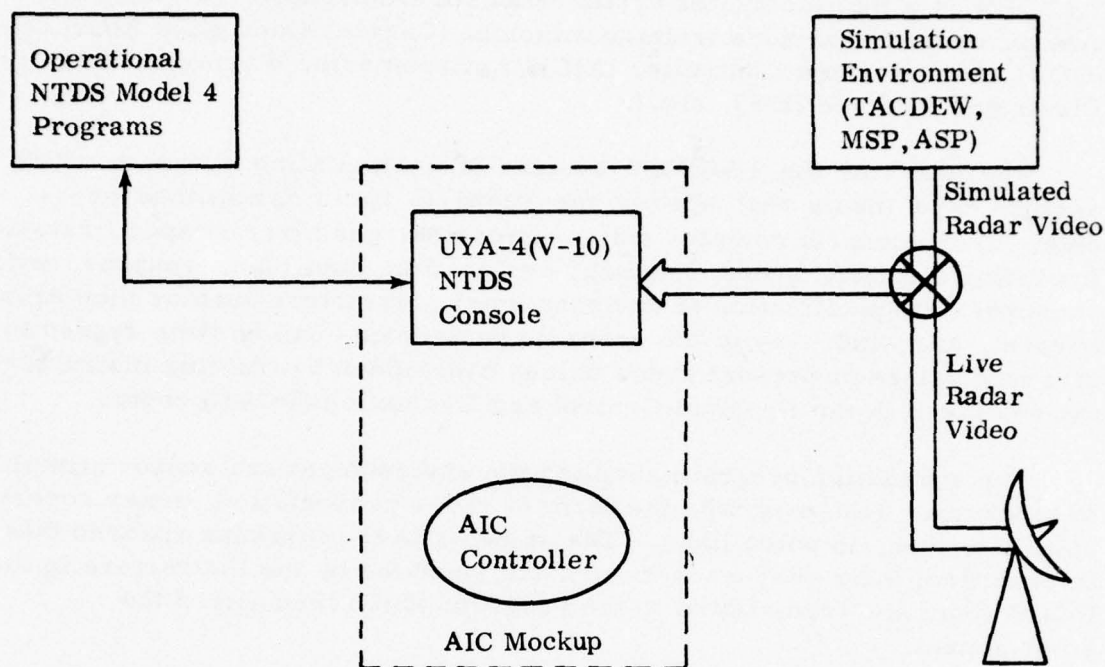 Operational
NTDS Model 4
Programs
Simulation
Environment
(TACDEW,
MSP, ASP)
Simulated
Radar Video
UYA-4(V-10)
NTDS
Console
Live
Radar
Video
AIC
Controller
AIC Mockup